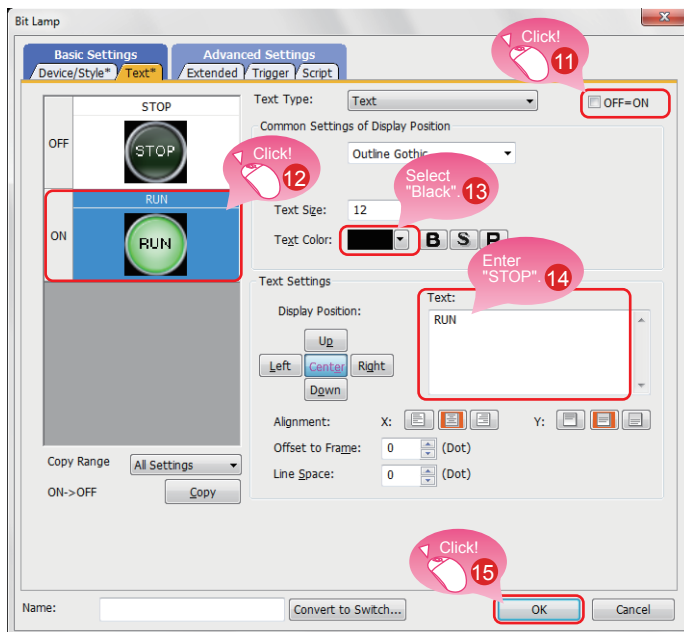 Bit Lamp
x
Basic Settings Advanced Settings
Device/Style* Text* Extended Trigger Script
Click!
11
STOP
Text Type: Text
OFF=ON
Common Settings of Display Position
OFF
STOP
Click!
12
Outline Gothic
Select
"Black". 13
RUN
ON
RUN
Text Size: 12
Text Color: B S
Enter
"STOP". 14
Text Settings
Display Position:
Text:
RUN
Up
Left Center Right
Down
Alignment: X: Y:
Offset to Frame: 0 (Dot)
Line Space: 0 (Dot)
Copy Range All Settings
ON->OFF Copy
Click!
15
Name: Convert to Switch... OK Cancel